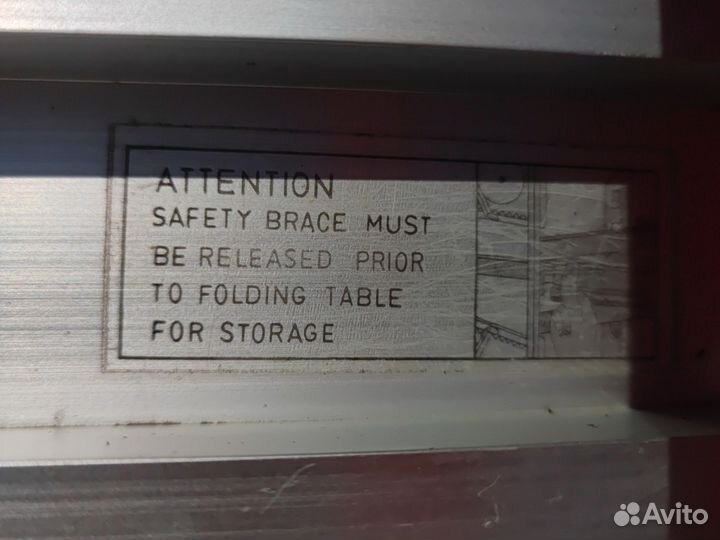 ATTENTION
SAFETY BRACE MUST
BE RELEASED PRIOR
TO FOLDING TABLE
FOR STORAGE
Avito